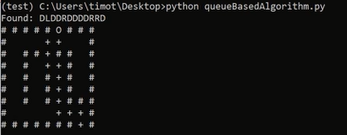 (test) C:\Users\timot\Desktop>python queueBasedAlgorithm.py
Found: DLDDRDDDDRRD
# # # # # O # # #
#       + +     #
#   # # + # #   #
#   #   + + #   #
#   #   # + #   #
#   #   # + #   #
#   #   # + # # #
#         + + + #
# # # # # # # + #